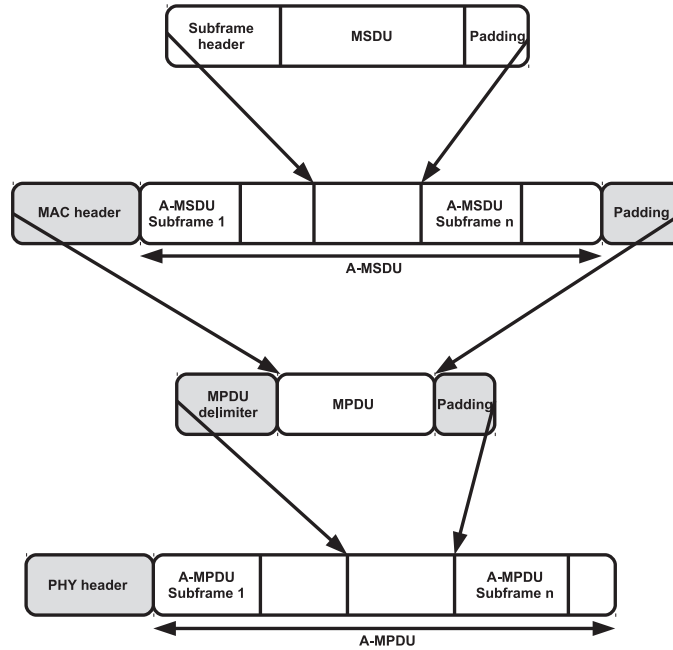 Subframe
header
MSDU
Padding
MAC header
A-MSDU
Subframe 1
A-MSDU
Subframe n
Padding
A-MSDU
MPDU
delimiter
MPDU
Padding
PHY header
A-MPDU
Subframe 1
A-MPDU
Subframe n
A-MPDU